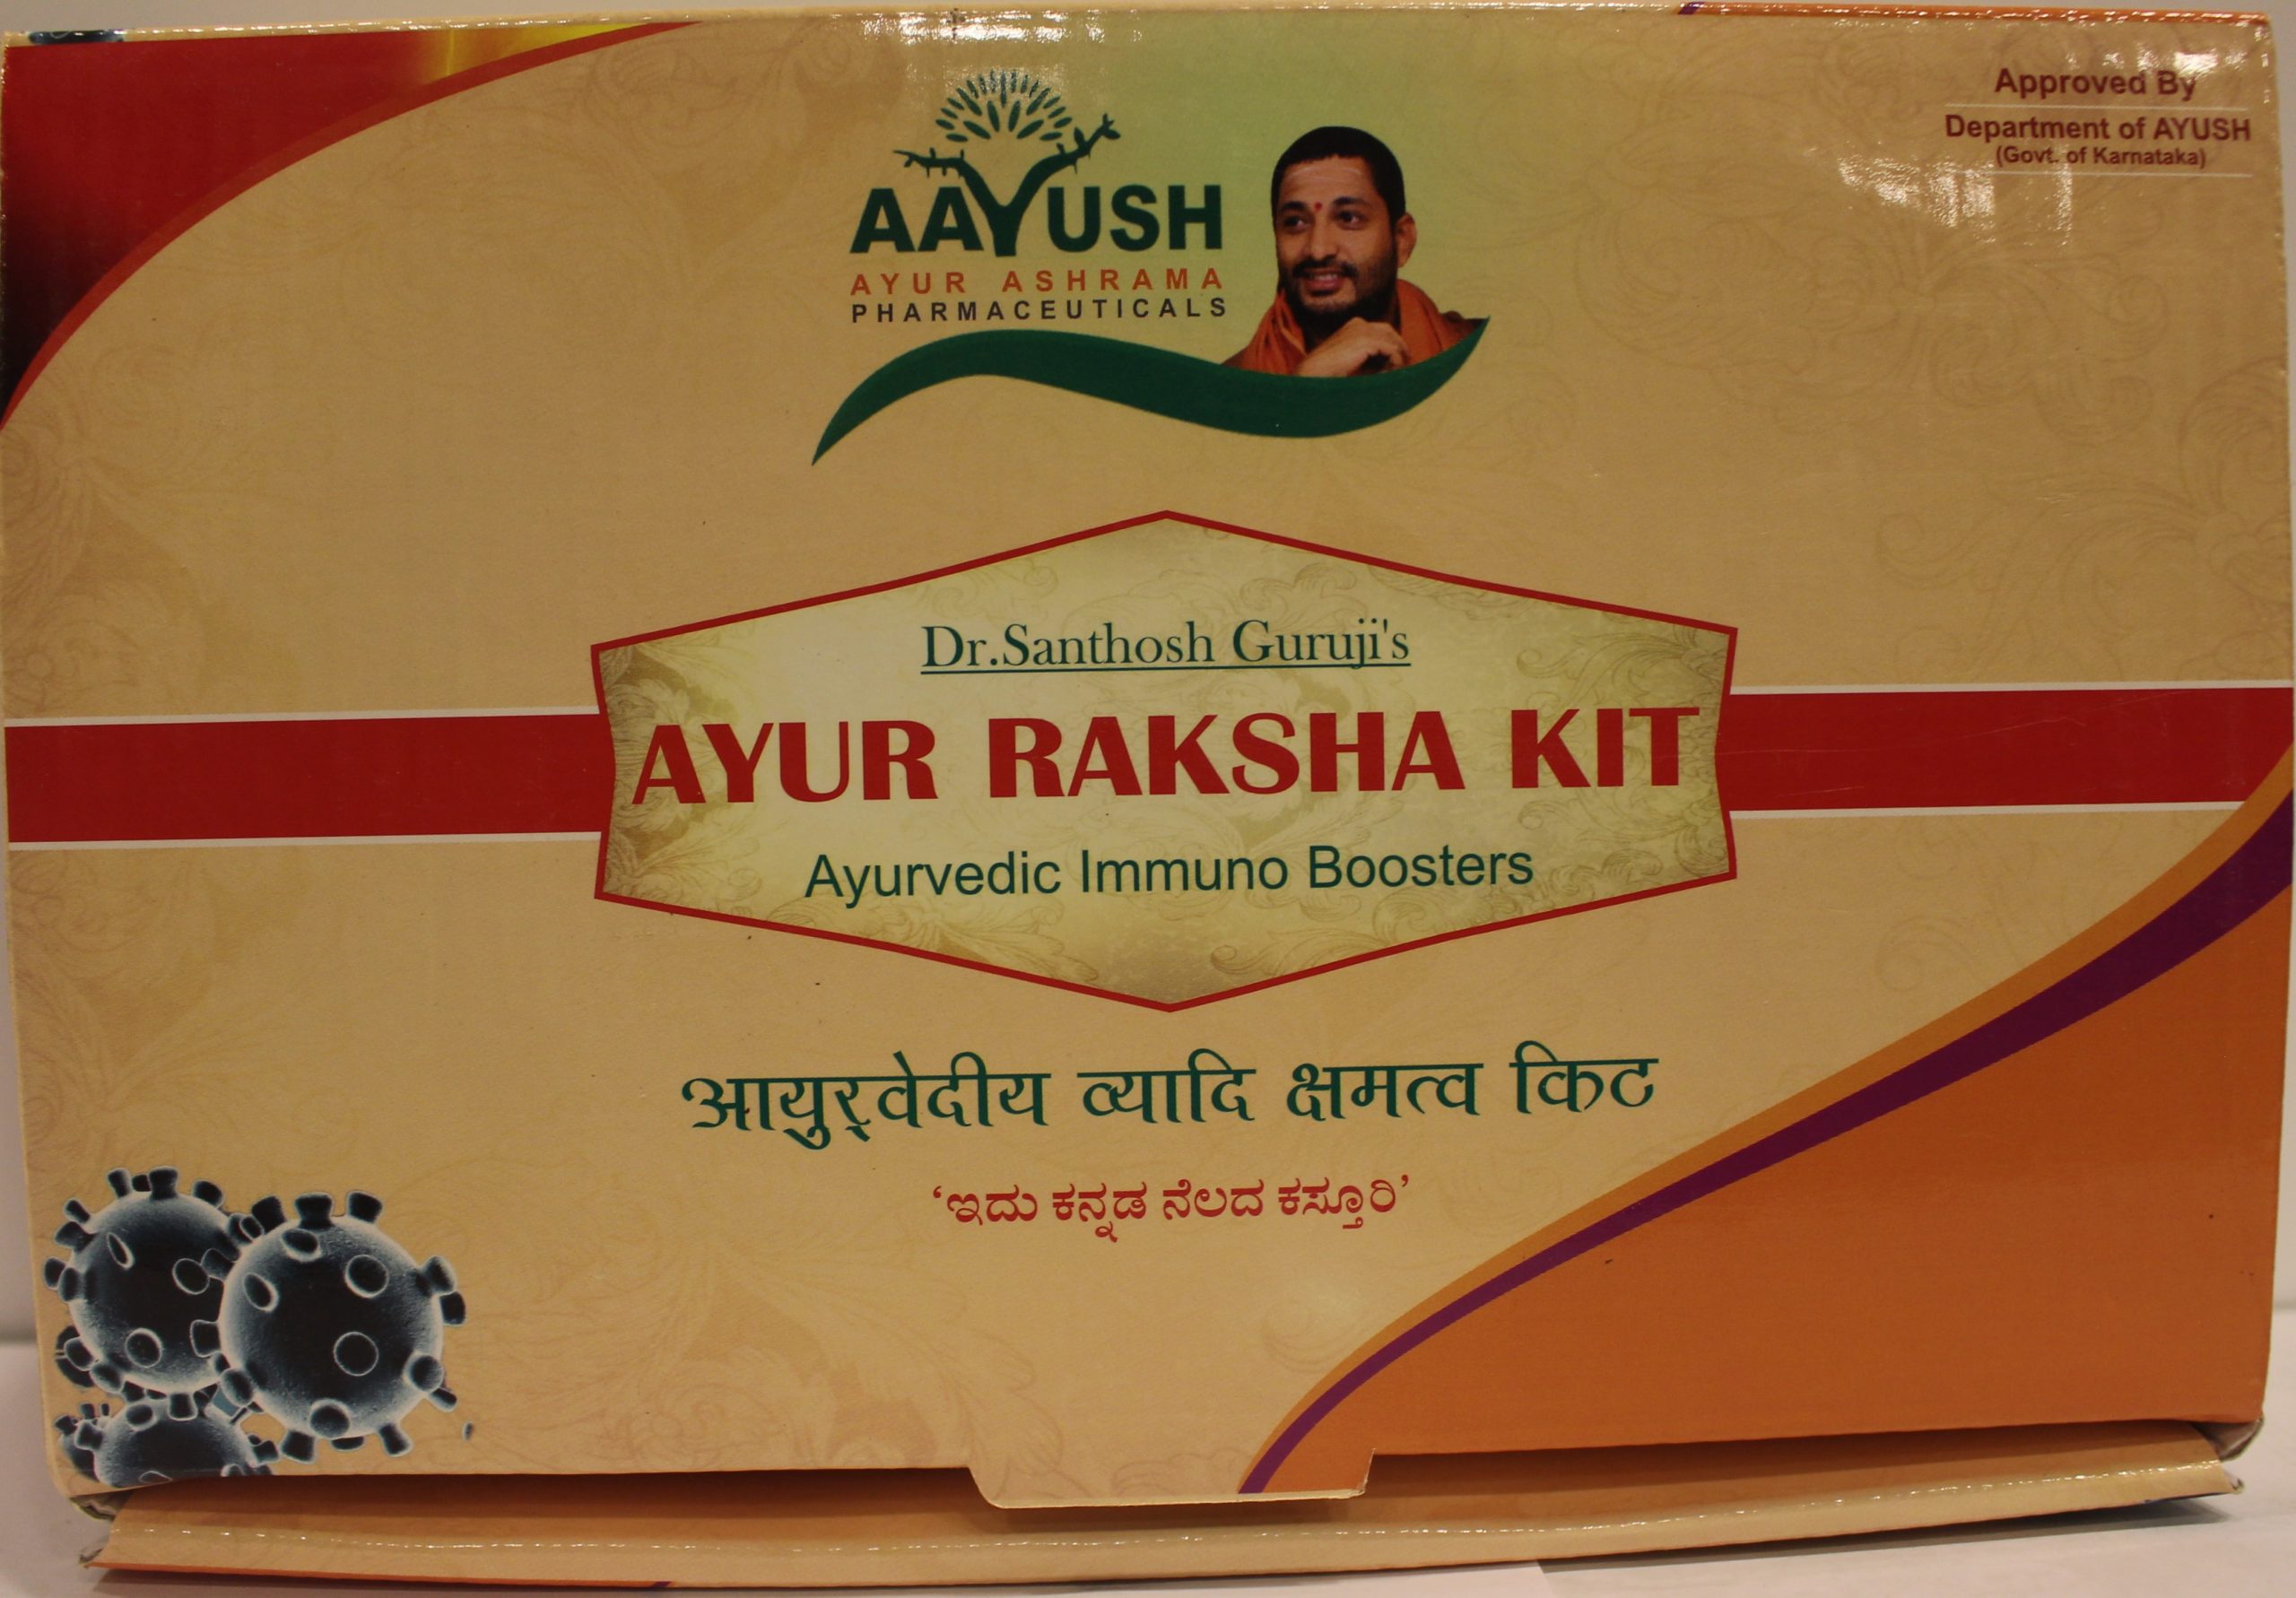 Approved By
Department of AYUSH
(Govt. of Karnataka)
AAYUSH
AYUR ASHRAMA
PHARMACEUTICALS
Dr.Santhosh Guruji's
AYUR RAKSHA KIT
Ayurvedic Immuno Boosters
आयुर्‌वेदीय व्यादि क्षमत्व किट
‘ಇದು ಕನ್ನಡ ನೆಲದ ಕಸ್ತೂರಿ’